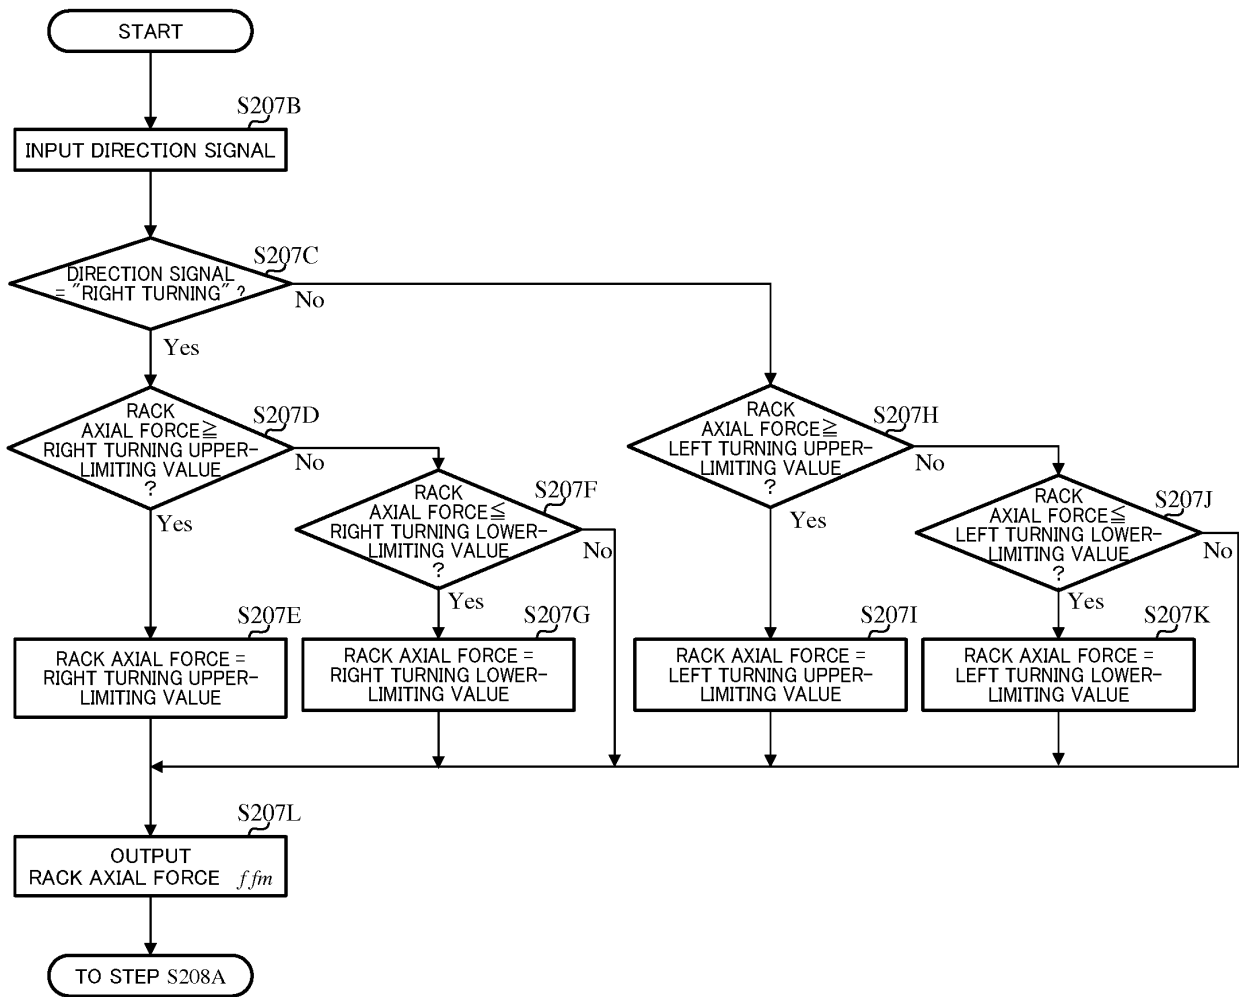 START
S207B
INPUT DIRECTION SIGNAL
S207C
DIRECTION SIGNAL
= "RIGHT TURNING" ?
No
Yes
S207D
RACK
AXIAL FORCE≧
RIGHT TURNING UPPER-
LIMITING VALUE
?
No
Yes
S207F
RACK
AXIAL FORCE≦
RIGHT TURNING LOWER-
LIMITING VALUE
?
No
Yes
S207H
RACK
AXIAL FORCE≧
LEFT TURNING UPPER-
LIMITING VALUE
?
No
Yes
S207J
RACK
AXIAL FORCE≦
LEFT TURNING LOWER-
LIMITING VALUE
?
No
Yes
S207E
RACK AXIAL FORCE =
RIGHT TURNING UPPER-
LIMITING VALUE
S207G
RACK AXIAL FORCE =
RIGHT TURNING LOWER-
LIMITING VALUE
S207I
RACK AXIAL FORCE =
LEFT TURNING UPPER-
LIMITING VALUE
S207K
RACK AXIAL FORCE =
LEFT TURNING LOWER-
LIMITING VALUE
S207L
OUTPUT
RACK AXIAL FORCE ffm
TO STEP S208A